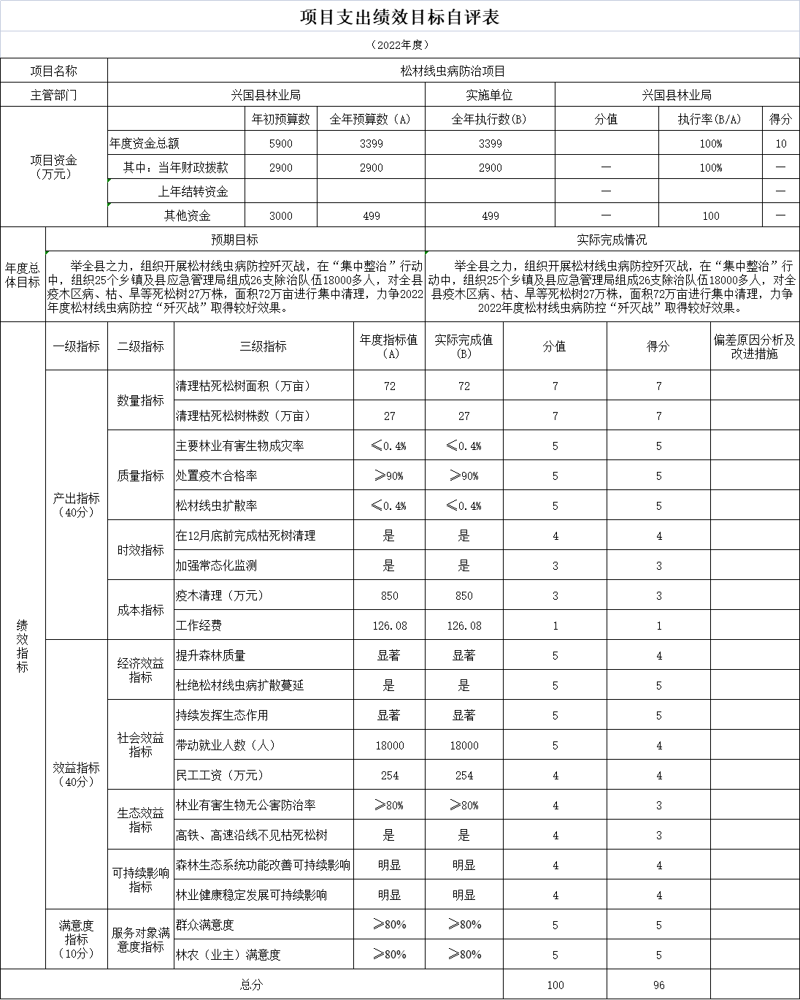 项目支出绩效目标自评表
（2022年度）
项目名称 松材线虫病防治项目
主管部门 兴国县林业局 实施单位 兴国县林业局
项目资金
（万元）
年初预算数 全年预算数（A） 全年执行数(B) 分值 执行率(B/A) 得分
年度资金总额 5900 3399 3399 100% 10
其中：当年财政拨款 2900 2900 2900 — 100% —
上年结转资金 — —
其他资金 3000 499 499 — 100 —
年度总
体目标
预期目标 实际完成情况
举全县之力，组织开展松材线虫病防控歼灭战，在“集中整治”行动
中，组织25个乡镇及县应急管理局组成26支除治队伍18000多人，对全县
疫木区病、枯、旱等死松树27万株，面积72万亩进行集中清理，力争2022
年度松材线虫病防控“歼灭战”取得较好效果。
举全县之力，组织开展松材线虫病防控歼灭战，在“集中整治”行
动中，组织25个乡镇及县应急管理局组成26支除治队伍18000多人，对全
县疫木区病、枯、旱等死松树27万株，面积72万亩进行集中清理，力争
2022年度松材线虫病防控“歼灭战”取得较好效果。
绩
效
指
标
一级指标 二级指标 三级指标 年度指标值
（A） 实际完成值
（B） 分值 得分 偏差原因分析及
改进措施
产出指标
（40分）
数量指标
清理枯死松树面积（万亩） 72 72 7 7
清理枯死松树株数（万亩） 27 27 7 7
质量指标
主要林业有害生物成灾率 ≤0.4% ≤0.4% 5 5
处置疫木合格率 ≥90% ≥90% 5 5
松材线虫扩散率 ≤0.4% ≤0.4% 5 5
时效指标
在12月底前完成枯死树清理 是 是 4 4
加强常态化监测 是 是 3 3
成本指标
疫木清理（万元） 850 850 3 3
工作经费 126.08 126.08 1 1
效益指标
（40分）
经济效益
指标
提升森林质量 显著 显著 5 4
杜绝松材线虫病扩散蔓延 是 是 5 5
社会效益
指标
持续发挥生态作用 显著 显著 5 5
带动就业人数（人） 18000 18000 5 4
民工工资（万元） 254 254 4 4
生态效益
指标
林业有害生物无公害防治率 ≥80% ≥80% 4 3
高铁、高速沿线不见枯死松树 是 是 4 3
可持续影响
指标
森林生态系统功能改善可持续影响 明显 明显 4 4
林业健康稳定发展可持续影响 明显 明显 4 4
满意度
指标
（10分）
服务对象满
意度指标
群众满意度 ≥80% ≥80% 5 5
林农（业主）满意度 ≥80% ≥80% 5 5
总分 100 96